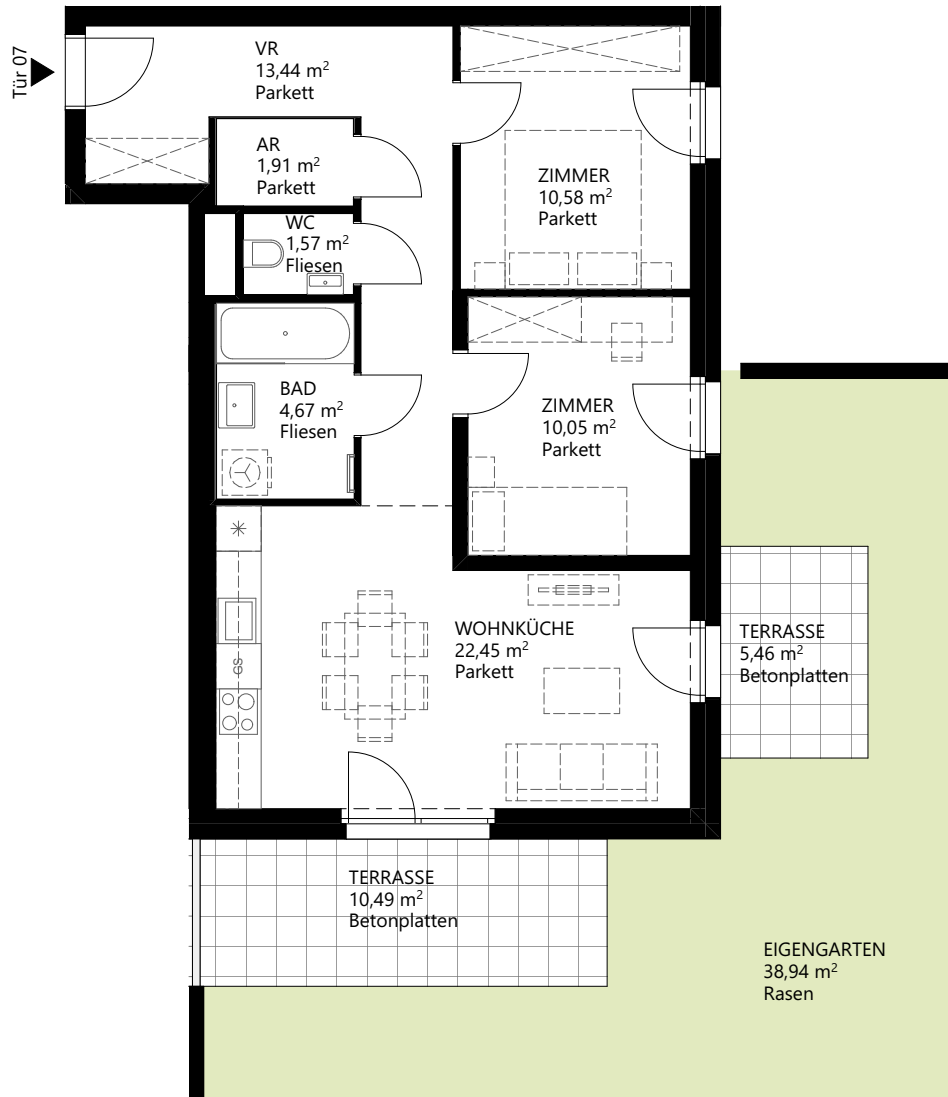 Tür 07
VR
13,44 m²
Parkett
AR
1,91 m²
Parkett
ZIMMER
10,58 m²
Parkett
WC
1,57 m²
Fliesen
BAD
4,67 m²
Fliesen
ZIMMER
10,05 m²
Parkett
WOHNKÜCHE
22,45 m²
Parkett
GS
TERRASSE
5,46 m²
Betonplatten
TERRASSE
10,49 m²
Betonplatten
EIGENGARTEN
38,94 m²
Rasen